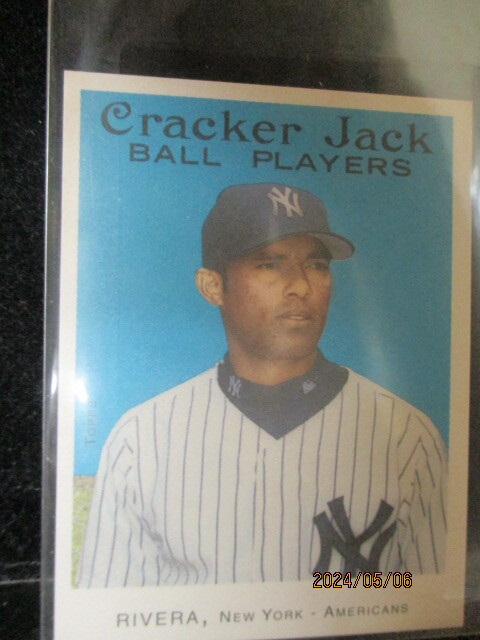 Cracker Jack
BALL PLAYERS
NY
NY
NY
2024/05/06
RIVERA, NEW YORK - AMERICANS